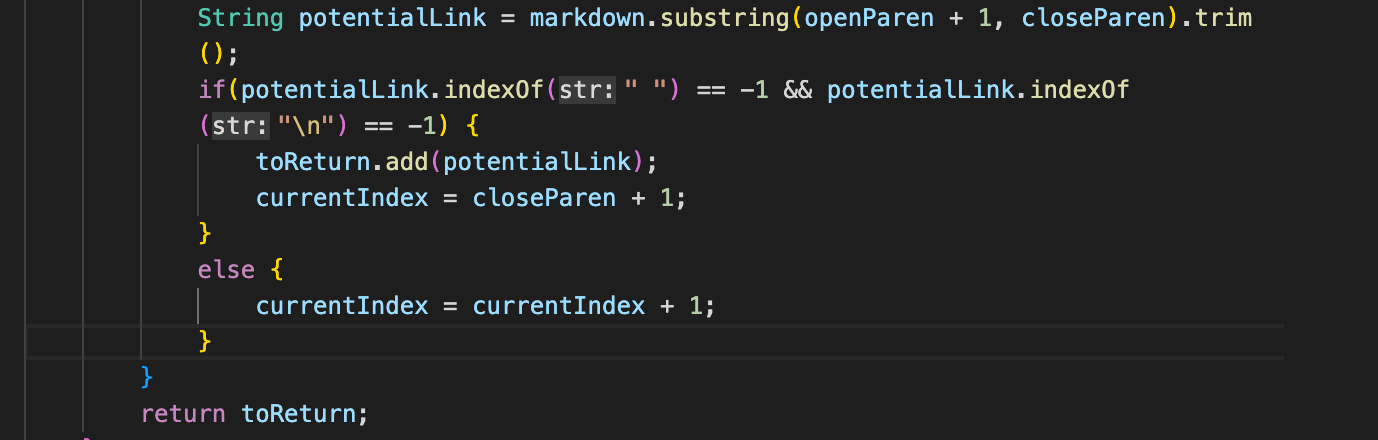 String potentialLink = markdown.substring(openParen + 1, closeParen).trim
();
if(potentialLink.indexOf(str: " ") == -1 && potentialLink.indexOf
(str: "\n") == -1) {
toReturn.add(potentialLink);
currentIndex = closeParen + 1;
}
else {
currentIndex = currentIndex + 1;
}
}
return toReturn;